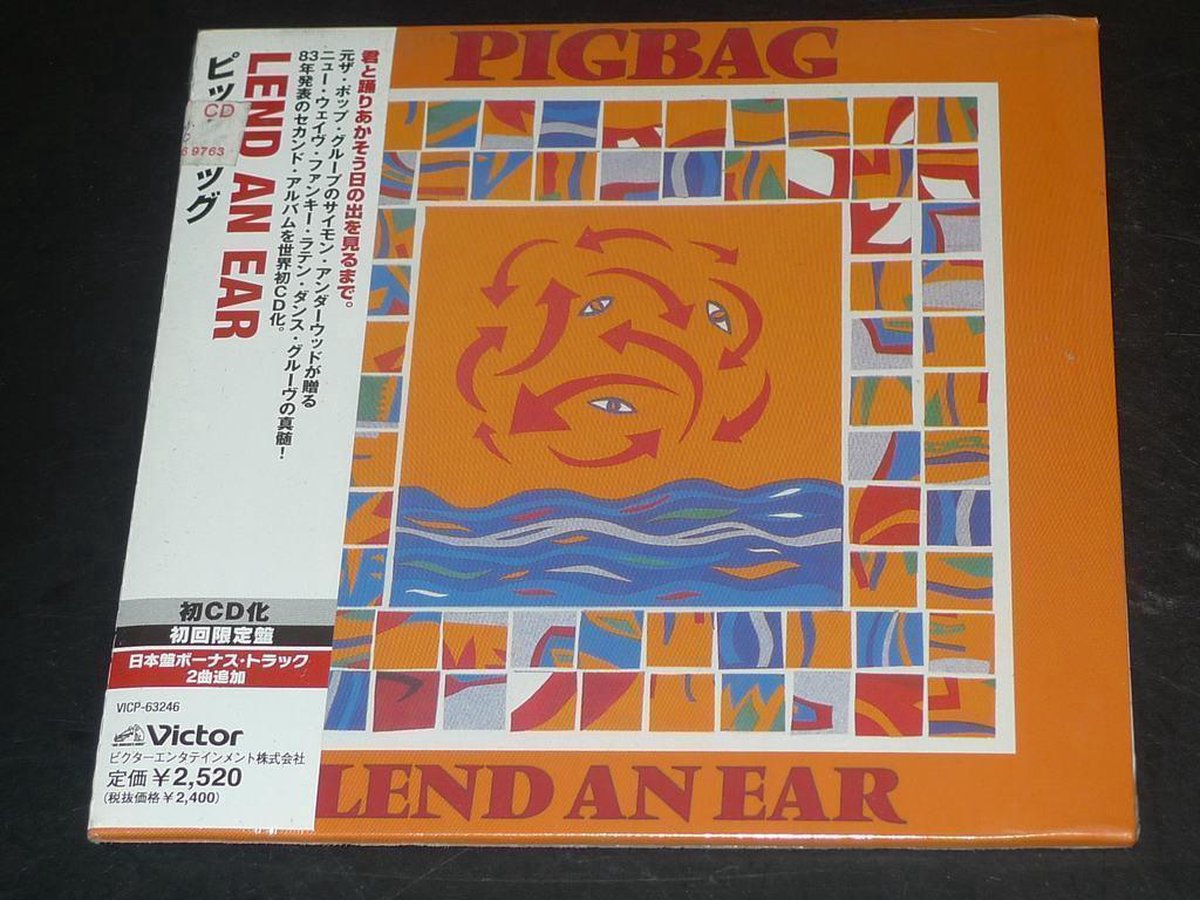 PIGBAG
LEND AN EAR
君と踊りあかそう日の出を見るまで。
元ザ・ポップ・グループのサイモン・アンダーウッドが贈る
ニュー・ウェイヴ・ファンキー・ラテン・ダンス・グルーヴの真髄！
83年発表のセカンド・アルバムを世界初CD化。
LEND AN EAR
ピッ
ッグ
CD
69763
初CD化
初回限定盤
日本盤ボーナス・トラック
2曲追加
VICP-63246
Victor
ビクターエンタテインメント株式会社
定価￥2,520
(税抜価格￥2,400)